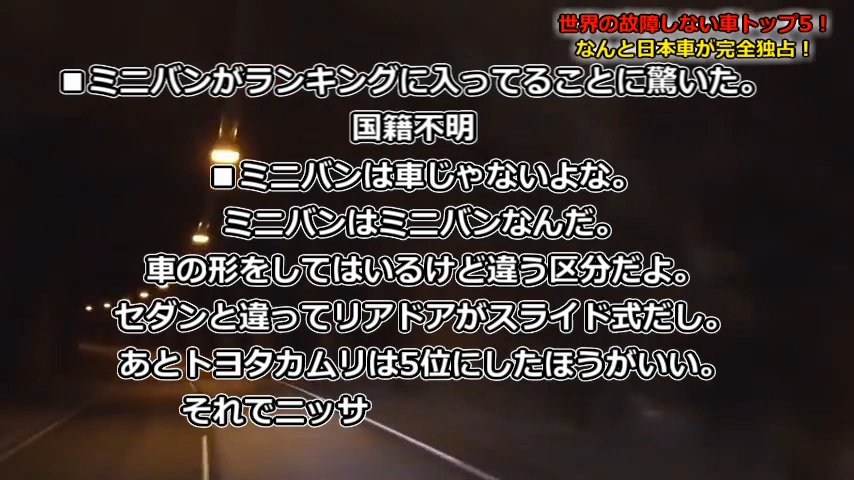 世界の故障しない車トップ5!
なんと日本車が完全独占!
■ミニバンがランキングに入ってることに驚いた。
国籍不明
■ミニバンは車じゃないよな。
ミニバンはミニバンなんだ。
車の形をしてはいるけど違う区分だよ。
セダンと違ってリアドアがスライド式だし。
あとトヨタカムリは5位にしたほうがいい。
それでニッサ